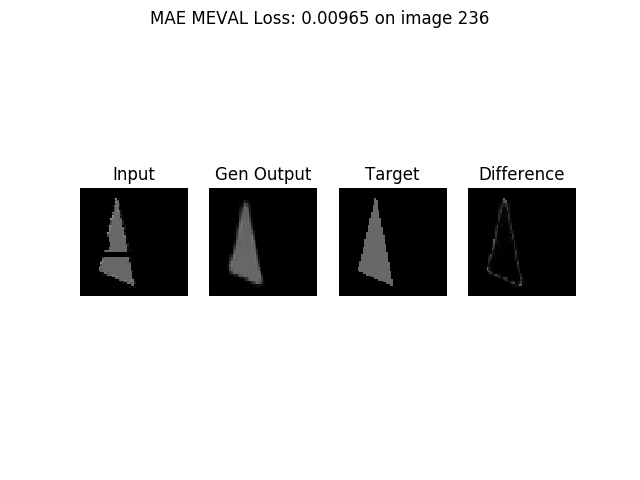 MAE MEVAL Loss: 0.00965 on image 236
Input
Gen Output
Target
Difference